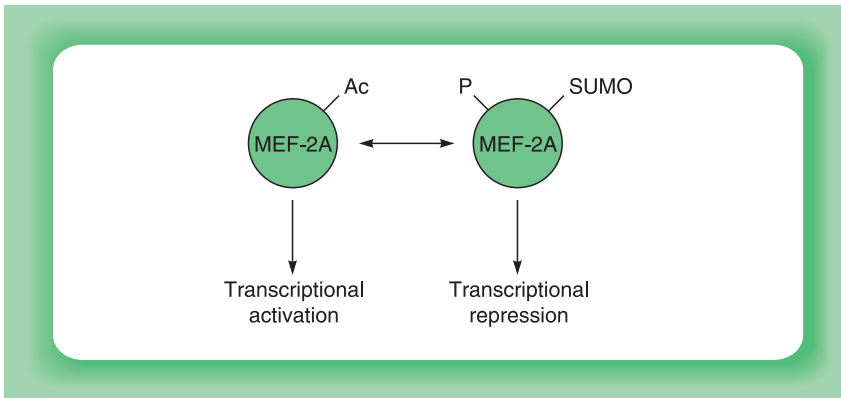 Ac
P
SUMO
MEF-2A
MEF-2A
Transcriptional
activation
Transcriptional
repression